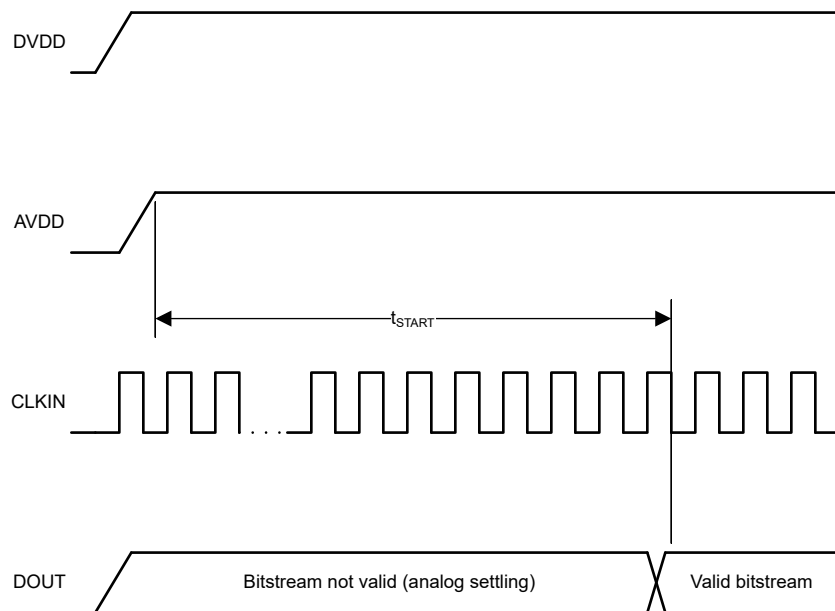 DVDD
AVDD
tSTART
CLKIN
. . .
DOUT
Bitstream not valid (analog settling)
Valid bitstream